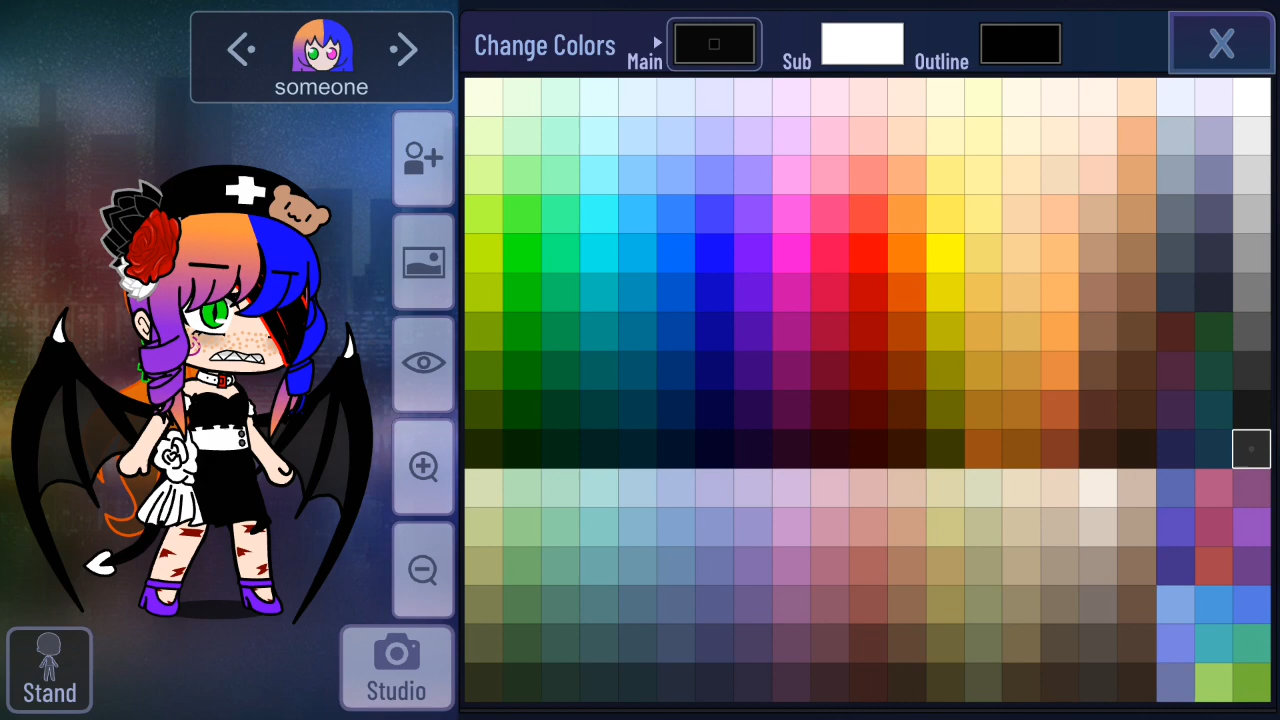 someone
Change Colors
Main
Sub
Outline
X
Stand
Studio